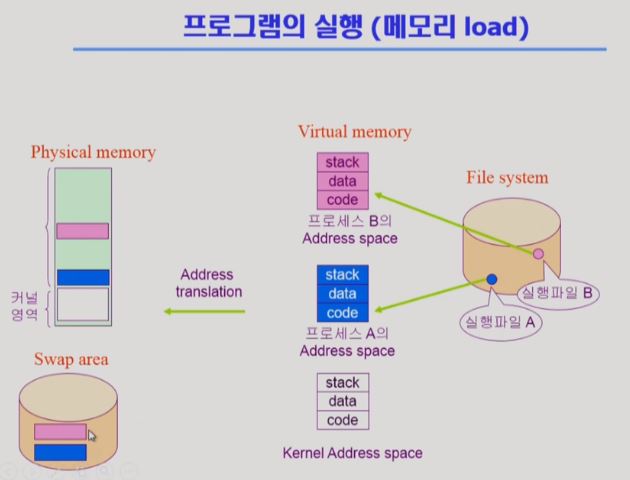 프로그램의 실행 (메모리 load)
Physical memory
커널
영역
Swap area
Address
translation
Virtual memory
stack
data
code
프로세스 B의
Address space
stack
data
code
프로세스 A의
Address space
stack
data
code
Kernel Address space
File system
실행파일 B
실행파일 A